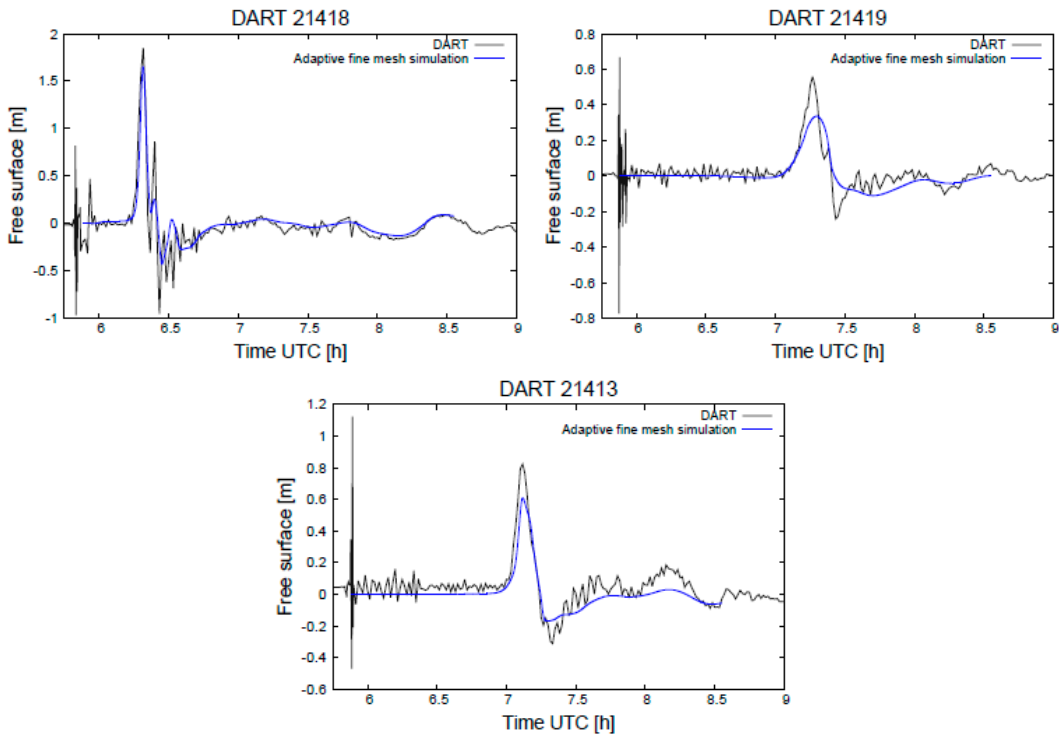 DART 21418
DART
Adaptive fine mesh simulation
Free surface [m]
2
1.5
1
0.5
0
-0.5
-1
6 6.5 7 7.5 8 8.5 9
Time UTC [h]
DART 21419
DART
Adaptive fine mesh simulation
Free surface [m]
0.8
0.6
0.4
0.2
0
-0.2
-0.4
-0.6
-0.8
6 6.5 7 7.5 8 8.5 9
Time UTC [h]
DART 21413
DART
Adaptive fine mesh simulation
Free surface [m]
1.2
1
0.8
0.6
0.4
0.2
0
-0.2
-0.4
-0.6
6 6.5 7 7.5 8 8.5 9
Time UTC [h]